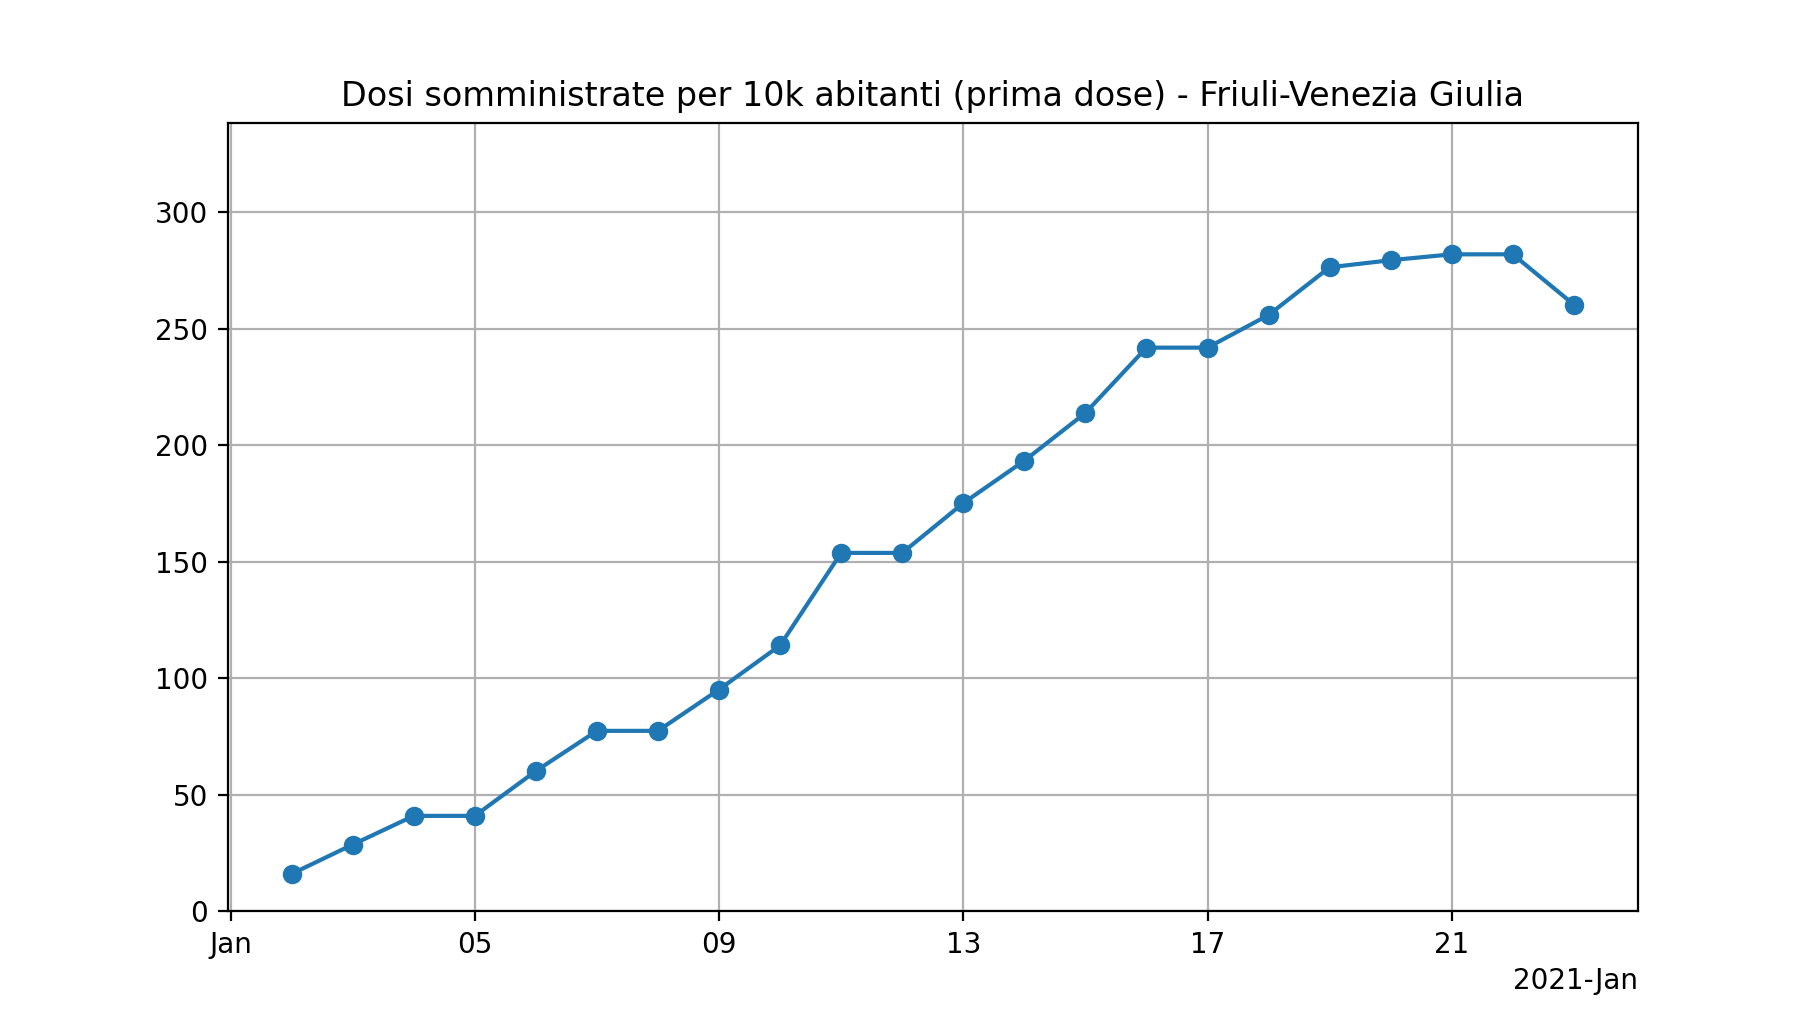 Dosi somministrate per 10k abitanti (prima dose) - Friuli-Venezia Giulia
300
250
200
150
100
50
0
Jan 05 09 13 17 21
2021-Jan